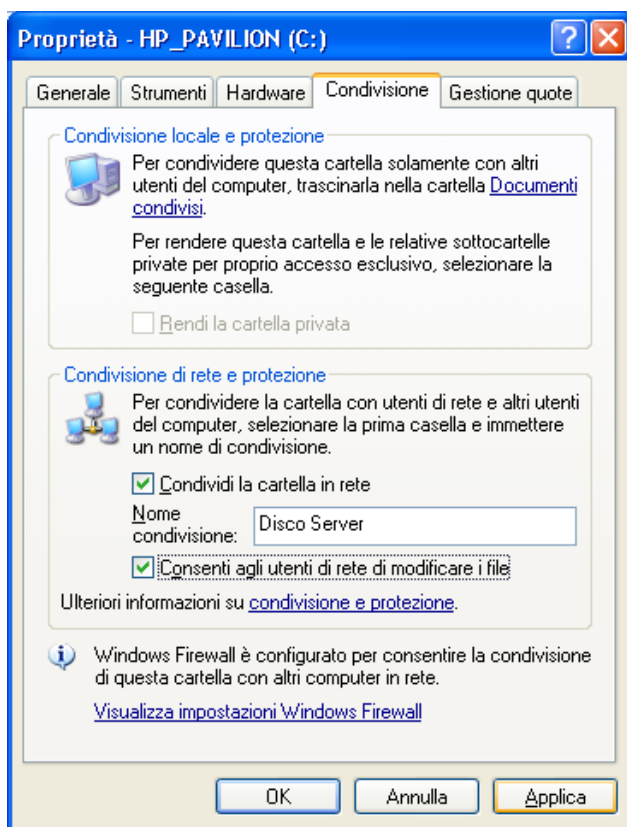 Proprietà - HP_PAVILION (C:)
Generale Strumenti Hardware Condivisione Gestione quote
Condivisione locale e protezione
Per condividere questa cartella solamente con altri
utenti del computer, trascinarla nella cartella Documenti
condivisi.
Per rendere questa cartella e le relative sottocartelle
private per proprio accesso esclusivo, selezionare la
seguente casella.
Rendi la cartella privata
Condivisione di rete e protezione
Per condividere la cartella con utenti di rete e altri utenti
del computer, selezionare la prima casella e immettere
un nome di condivisione.
Condividi la cartella in rete
Nome
condivisione: Disco Server
Consenti agli utenti di rete di modificare i file
Ulteriori informazioni su condivisione e protezione.
Windows Firewall è configurato per consentire la condivisione
di questa cartella con altri computer in rete.
Visualizza impostazioni Windows Firewall
OK Annulla Applica